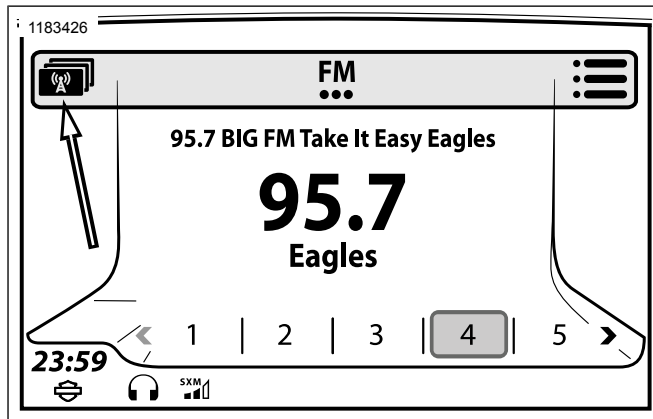 1183426
FM
95.7 BIG FM Take It Easy Eagles
95.7
Eagles
1 2 3 4 5
23:59
SXM